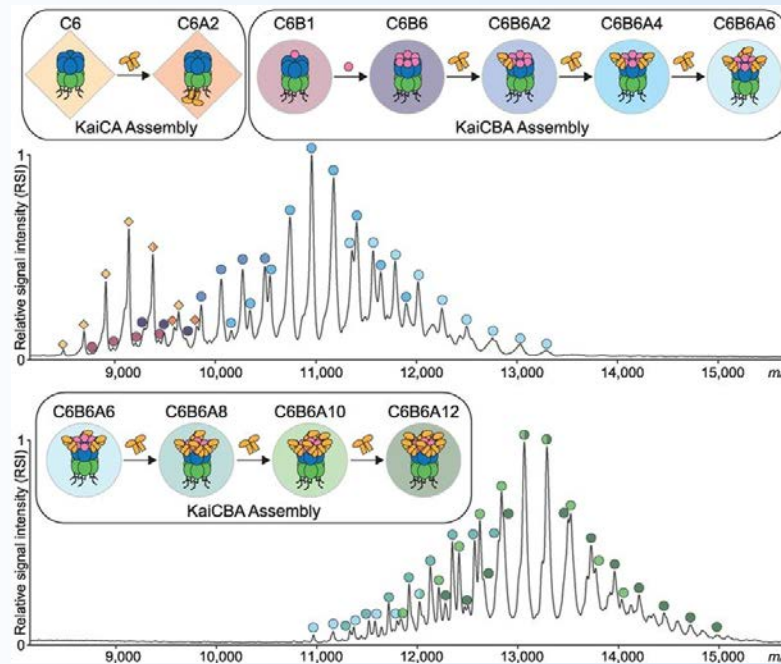 C6 C6A2 C6B1 C6B6 C6B6A2 C6B6A4 C6B6A6
KaiCA Assembly KaiCBA Assembly
Relative signal intensity (RSI)
1
0
9,000 10,000 11,000 12,000 13,000 14,000 15,000 m/
C6B6A6 C6B6A8 C6B6A10 C6B6A12
KaiCBA Assembly
Relative signal intensity (RSI)
1
0
9,000 10,000 11,000 12,000 13,000 14,000 15,000 m/